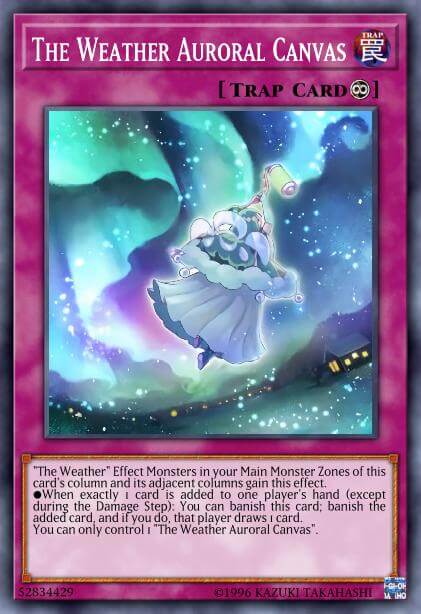 THE WEATHER AURORAL CANVAS
TRAP
罠
[TRAP CARD]
"The Weather" Effect Monsters in your Main Monster Zones of this
card's column and its adjacent columns gain this effect.
●When exactly 1 card is added to one player's hand (except
during the Damage Step): You can banish this card; banish the
added card, and if you do, that player draws 1 card.
You can only control 1 "The Weather Auroral Canvas".
52834429
©1996 KAZUKI TAKAHASHI